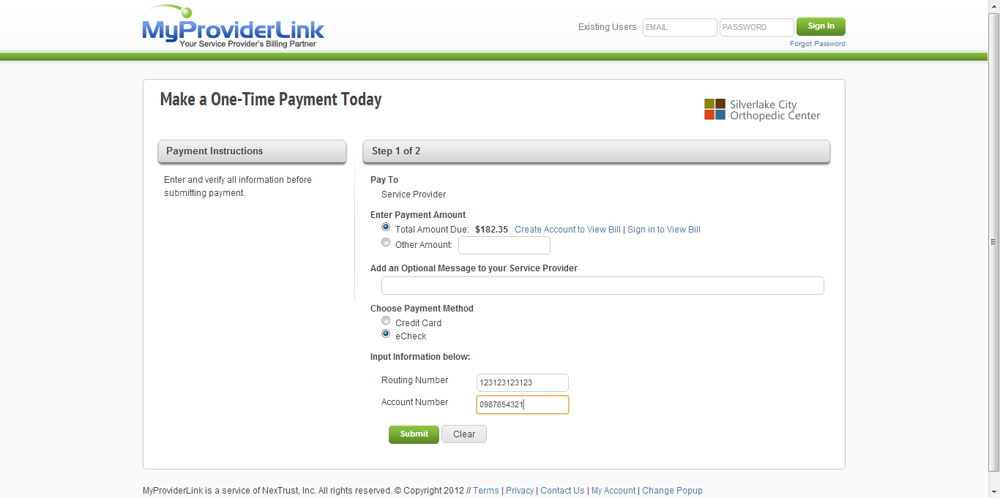 MyProviderLink
Your Service Provider's Billing Partner
Existing Users EMAIL PASSWORD Sign In
Forgot Password
Make a One-Time Payment Today
Silverlake City
Orthopedic Center
Payment Instructions
Enter and verify all information before
submitting payment.
Step 1 of 2
Pay To
Service Provider
Enter Payment Amount
Total Amount Due: $182.35 Create Account to View Bill | Sign in to View Bill
Other Amount:
Add an Optional Message to your Service Provider
Choose Payment Method
Credit Card
eCheck
Input Information below:
Routing Number 123123123123
Account Number 0987654321
Submit Clear
MyProviderLink is a service of NexTrust, Inc. All rights reserved. © Copyright 2012 // Terms | Privacy | Contact Us | My Account | Change Popup